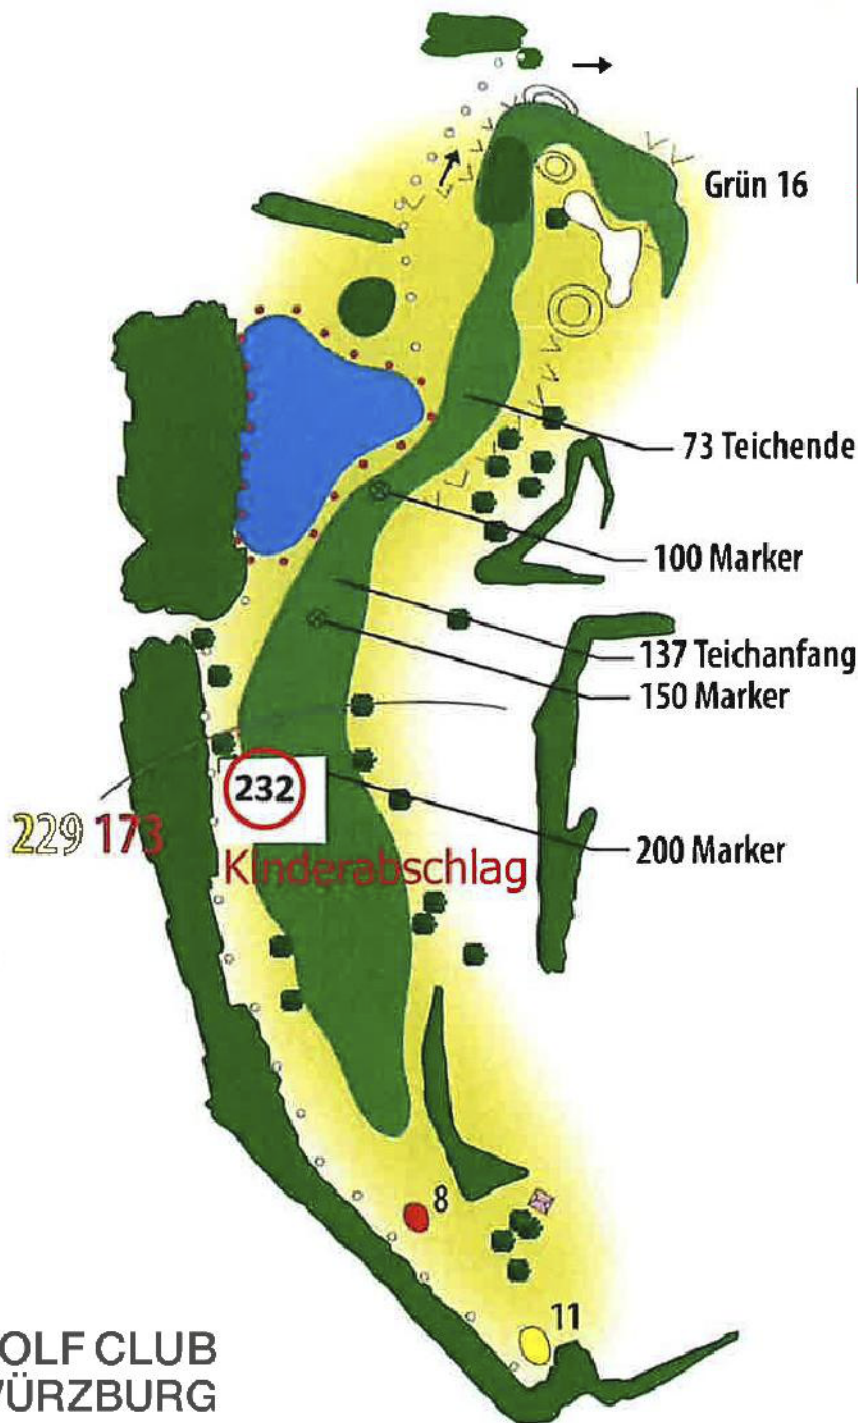 Grün 16
73 Teichende
100 Marker
137 Teichanfang
150 Marker
232
229 173
200 Marker
Kinderabschlag
8
11
OLF CLUB
ÜRZBURG